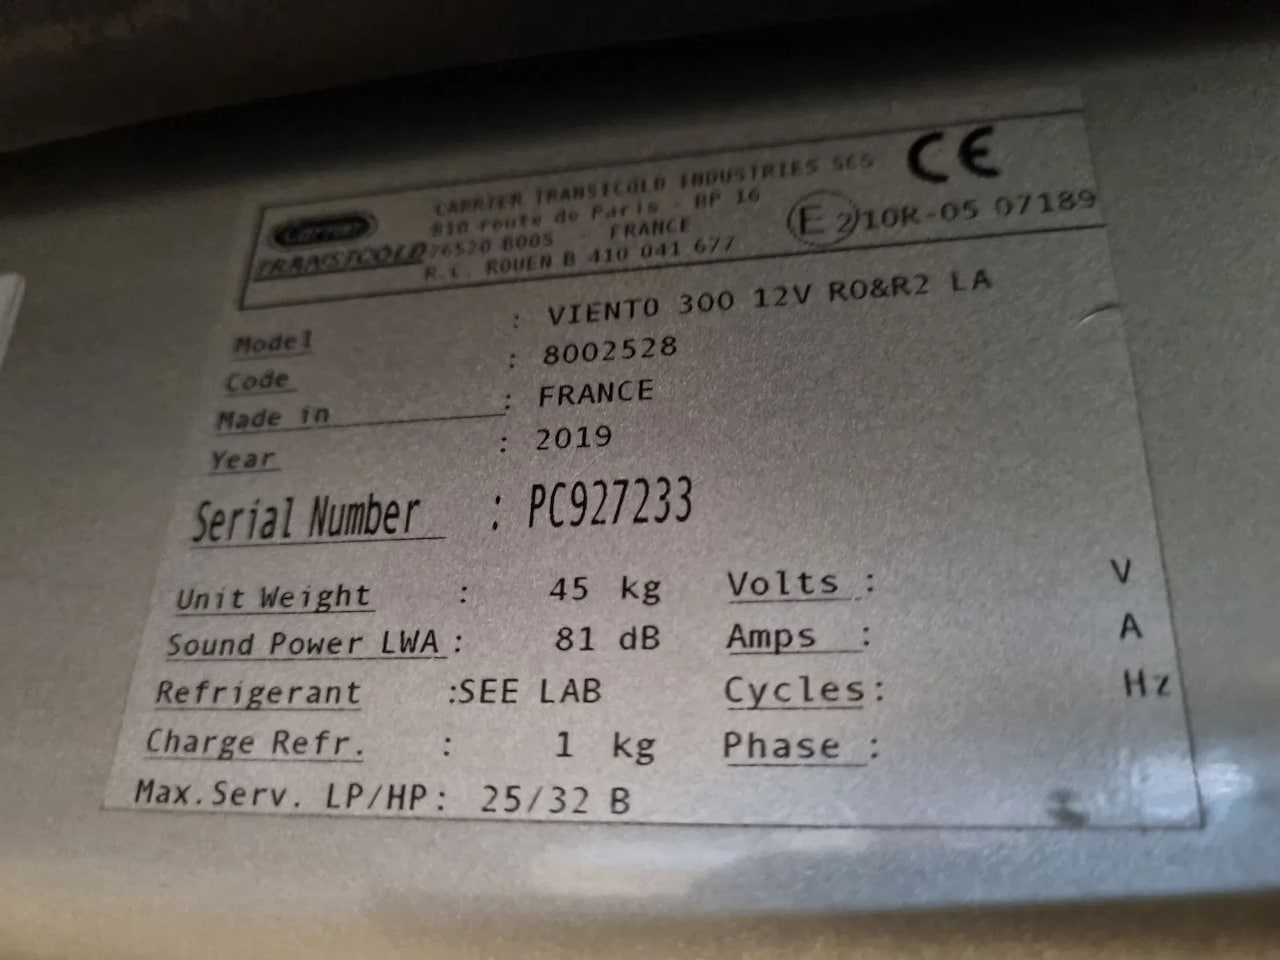 Carrier
TRANSICOLD
CARRIER TRANSICOLD INDUSTRIES SCS
810 route de Paris - BP 16
76520 BOOS - FRANCE
R.C. ROUEN B 410 041 677
CE
E2 10R-05 07189
Model : VIENTO 300 12V RO&R2 LA
Code : 8002528
Made in : FRANCE
Year : 2019
Serial Number : PC927233
Unit Weight : 45 kg Volts : V
Sound Power LWA : 81 dB Amps : A
Refrigerant :SEE LAB Cycles: Hz
Charge Refr. : 1 kg Phase :
Max.Serv. LP/HP: 25/32 B